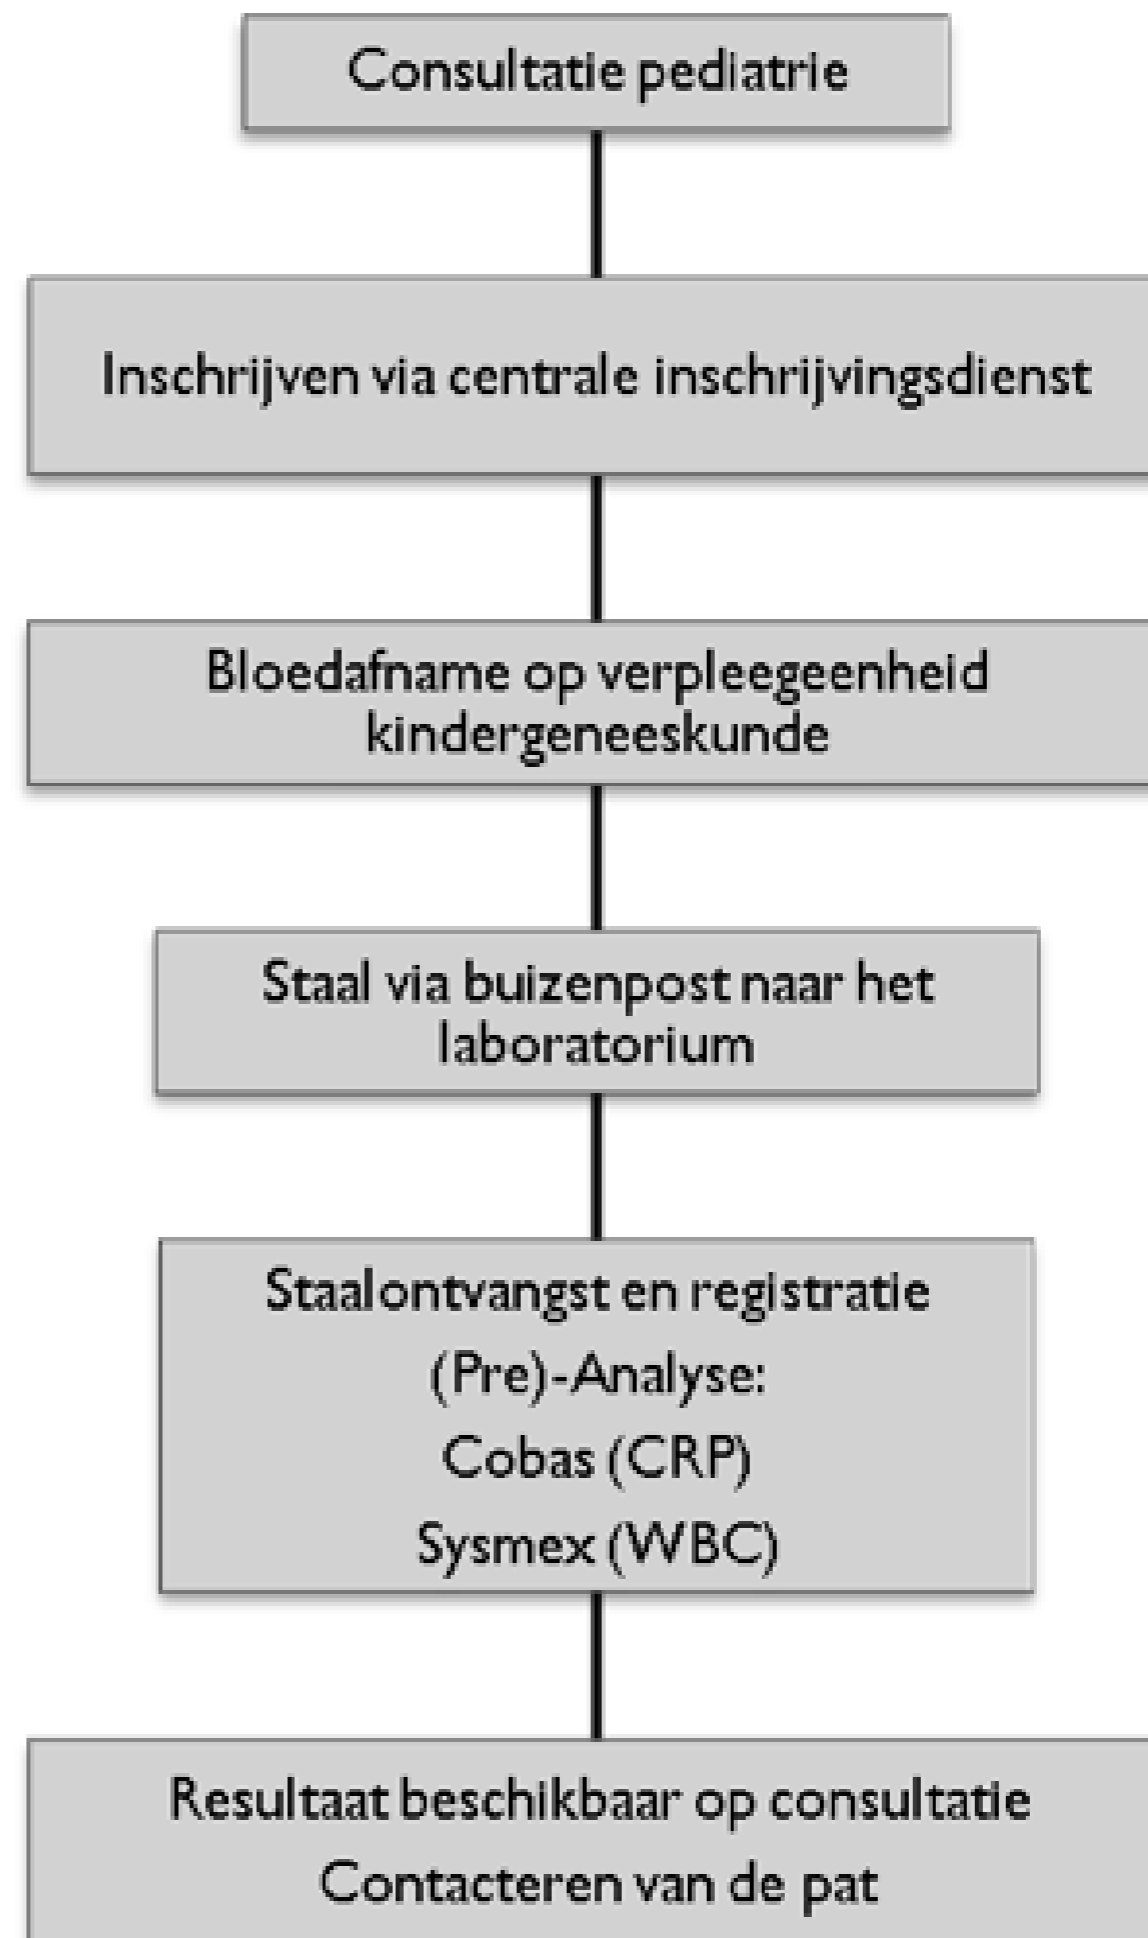 Consultatie pediatrie
Inschrijven via centrale inschrijvingsdienst
Bloedafname op verpleegeenheid
kindergeneeskunde
Staal via buizenpost naar het
laboratorium
Staalontvangst en registratie
(Pre)-Analyse:
Cobas (CRP)
Sysmex (WBC)
Resultaat beschikbaar op consultatie
Contacteren van de pat